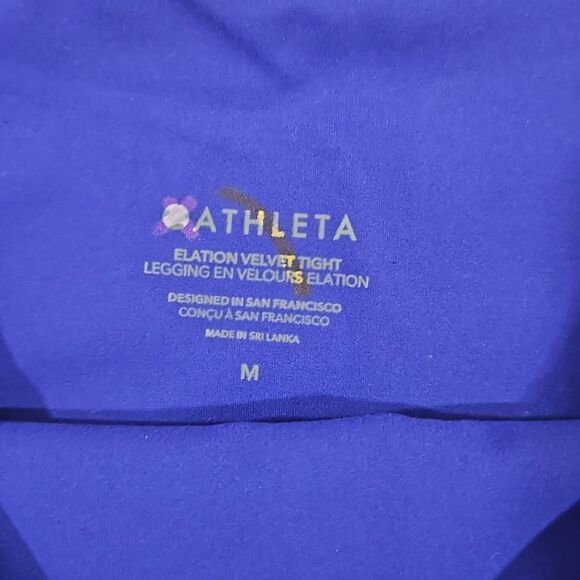 ATHLETA
ELATION VELVET TIGHT
LEGGING EN VELOURS ELATION
DESIGNED IN SAN FRANCISCO
CONÇU À SAN FRANCISCO
MADE IN SRI LANKA
M